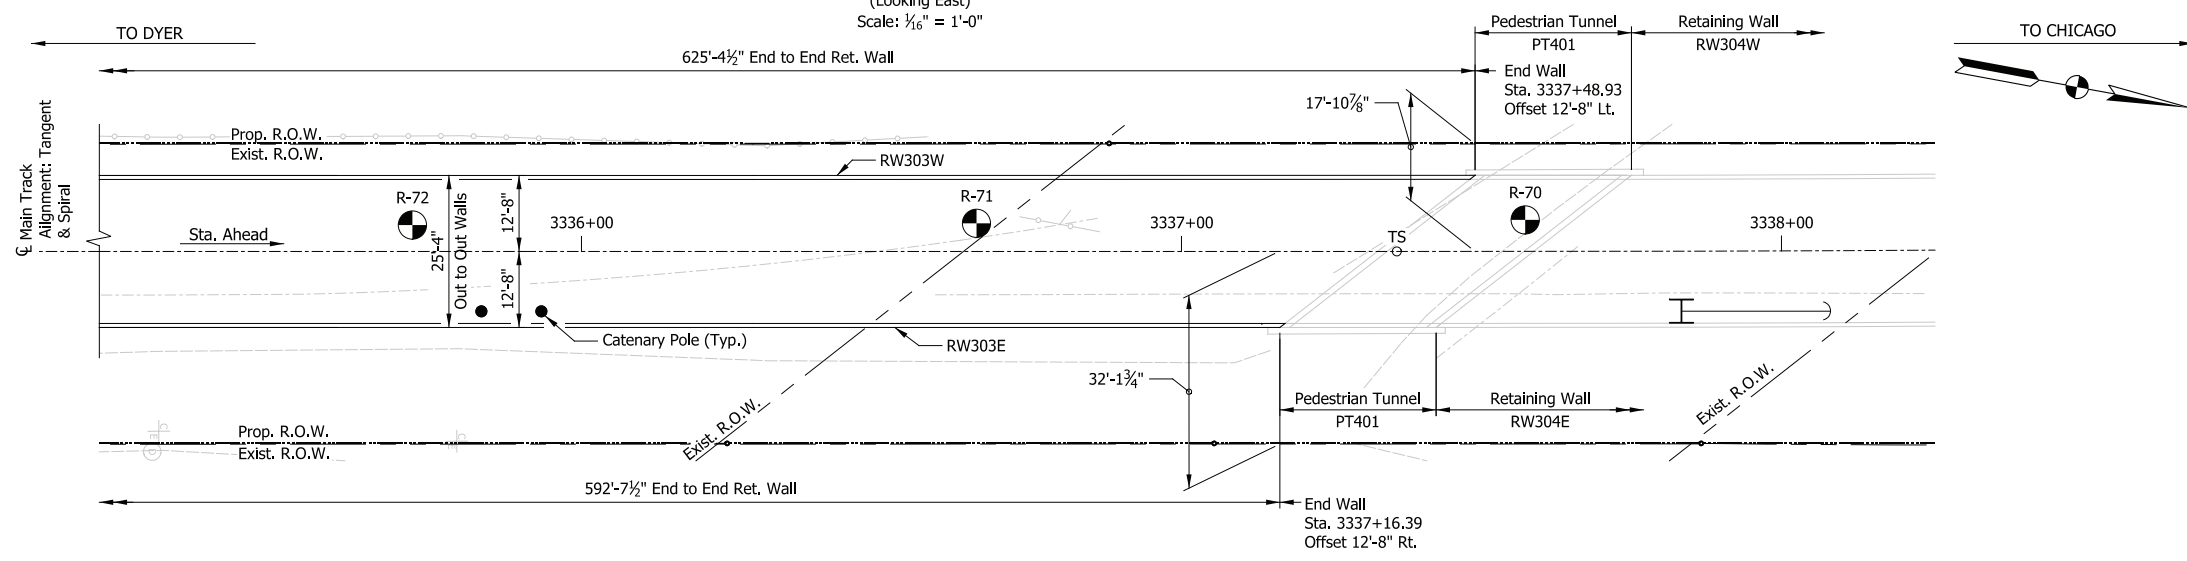 (Looking East)
Scale: 1/16" = 1'-0"
TO DYER
625'-4½" End to End Ret. Wall
Pedestrian Tunnel
PT401
Retaining Wall
RW304W
TO CHICAGO
End Wall
Sta. 3337+48.93
Offset 12'-8" Lt.
17'-10⅞"
Prop. R.O.W.
Exist. R.O.W.
RW303W
℄ Main Track
Alignment: Tangent
& Spiral
R-72
R-71
R-70
Sta. Ahead
25'-4"
Out to Out Walls
12'-8"
12'-8"
3336+00
3337+00
TS
3338+00
Catenary Pole (Typ.)
RW303E
32'-1¾"
Pedestrian Tunnel
PT401
Retaining Wall
RW304E
Exist. R.O.W.
Exist. R.O.W.
Prop. R.O.W.
Exist. R.O.W.
592'-7½" End to End Ret. Wall
End Wall
Sta. 3337+16.39
Offset 12'-8" Rt.